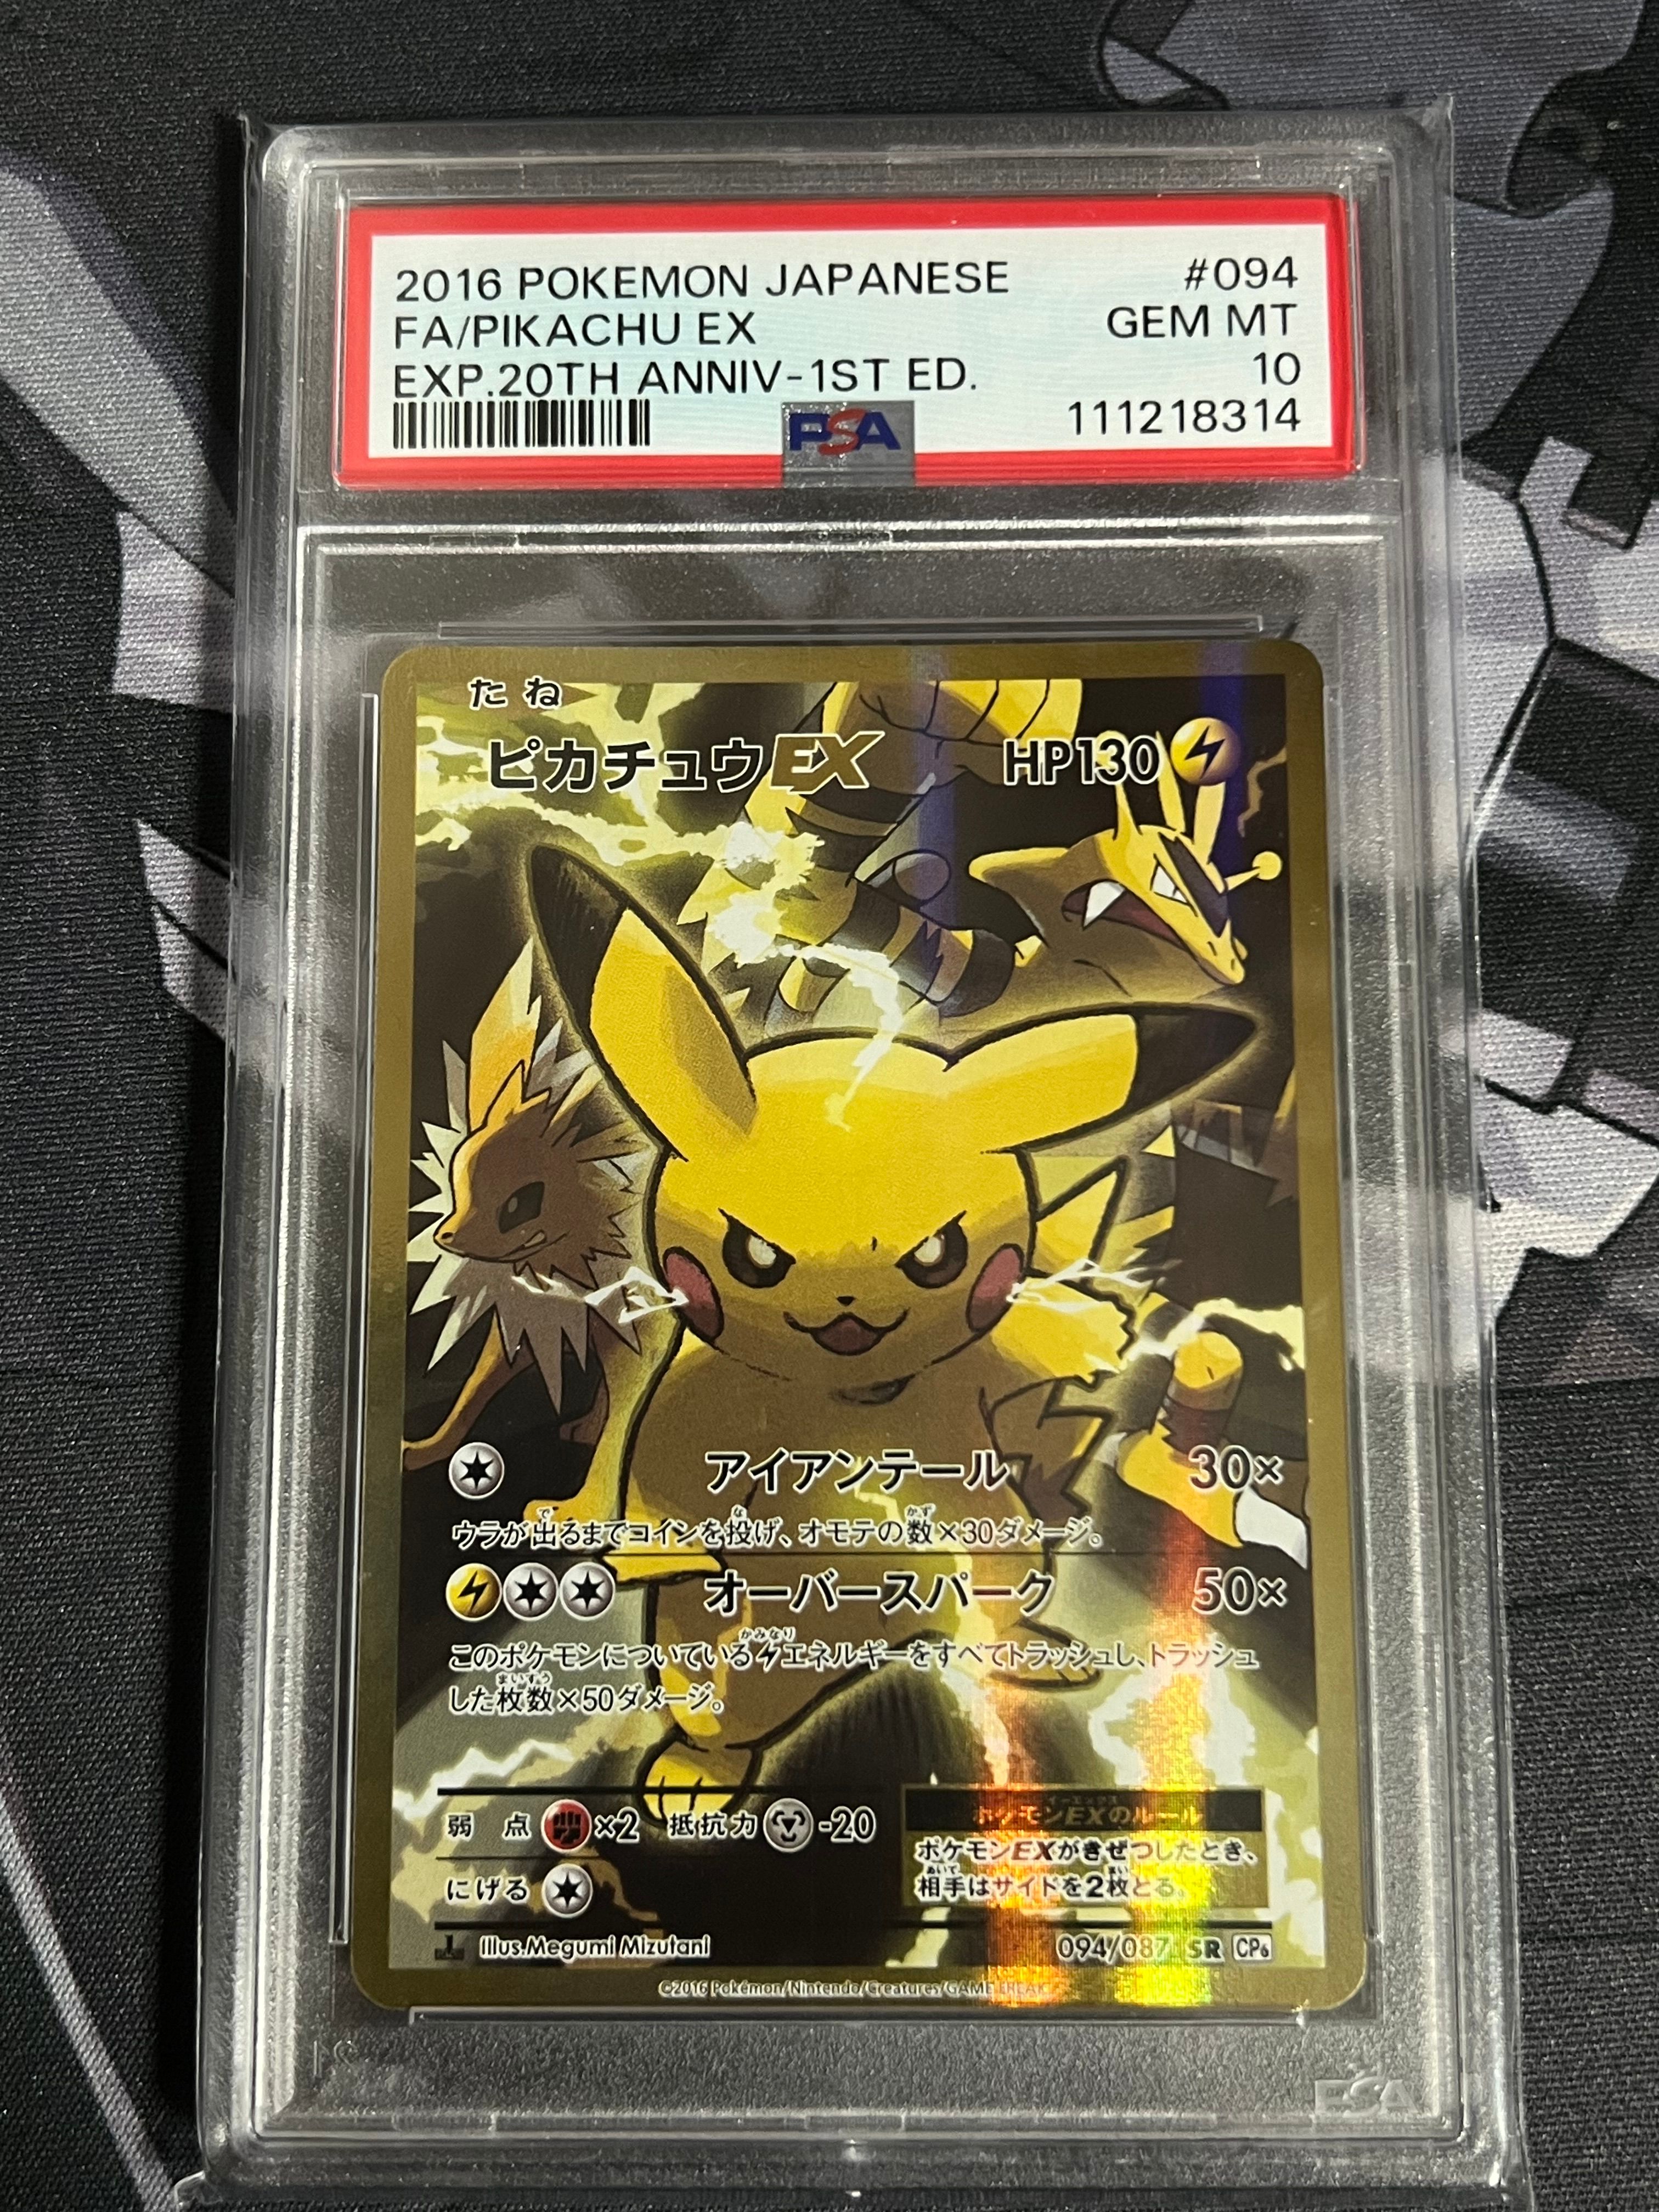 2016 POKEMON JAPANESE #094
FA/PIKACHU EX GEM MT
EXP.20TH ANNIV-1ST ED. 10
PSA 111218314
たね
ピカチュウEX HP130
アイアンテール 30×
ウラが出るまでコインを投げ、オモテの数×30ダメージ。
オーバースパーク 50×
このポケモンについているエネルギーをすべてトラッシュし、トラッシュ
した枚数×50ダメージ。
弱点 ×2 抵抗力 -20
にげる
ポケモンEXのルール
ポケモンEXがきぜつしたとき、
相手はサイドを2枚とる。
Illus.Megumi Mizutani 094/087 SR CP6
©2016 Pokémon/Nintendo/Creatures/GAME FREAK
PSA